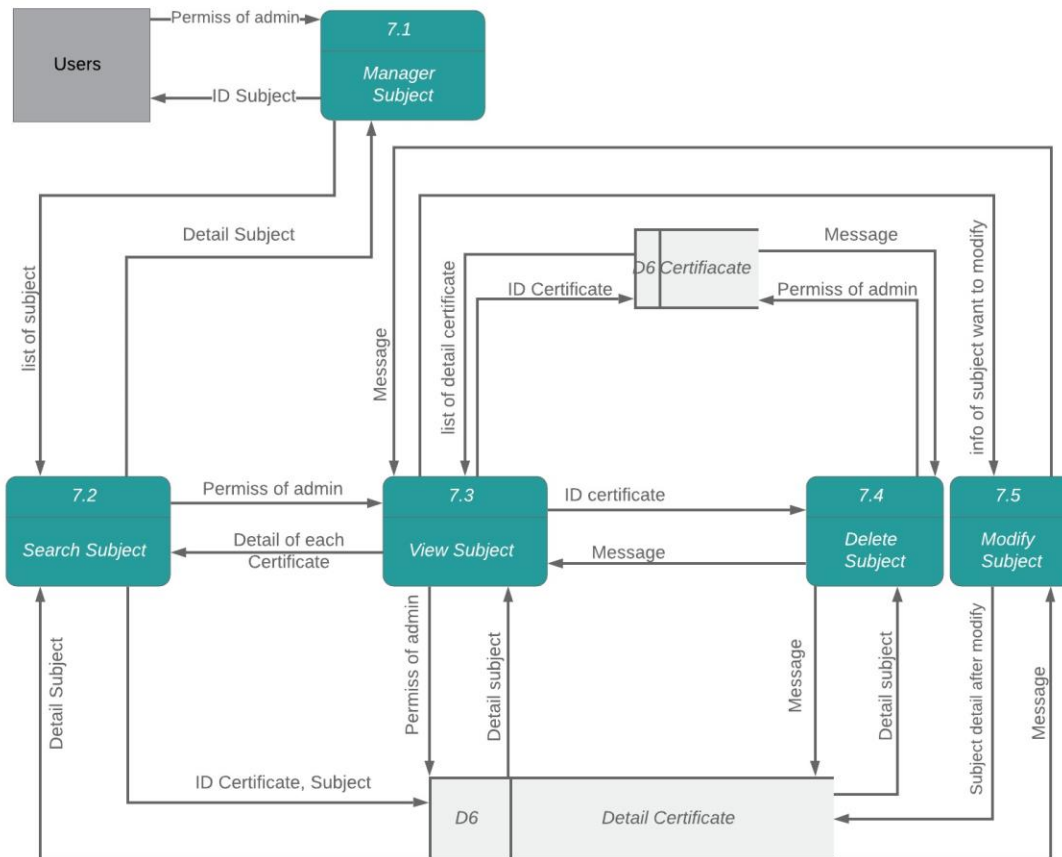 Permiss of admin
7.1
Users
Manager
Subject
ID Subject
Detail Subject
list of subject
Message
list of detail certificate
ID Certificate
D6 Certifiacate
Message
Permiss of admin
info of subject want to modify
7.2
Search Subject
Permiss of admin
Detail of each
Certificate
7.3
View Subject
ID certificate
Message
7.4
Delete
Subject
7.5
Modify
Subject
Detail Subject
Permiss of admin
Detail subject
Message
Detail subject
Subject detail after modify
Message
ID Certificate, Subject
D6
Detail Certificate